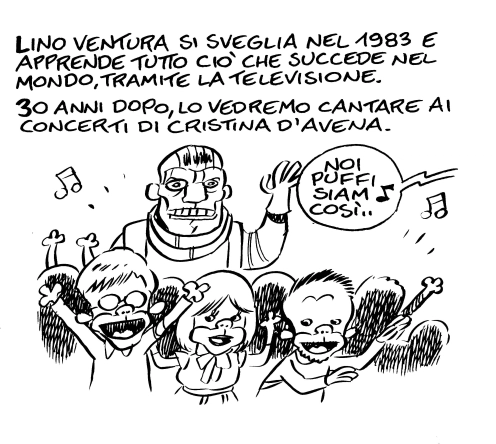 LINO VENTURA SI SVEGLIA NEL 1983 E
APPRENDE TUTTO CIÒ CHE SUCCEDE NEL
MONDO, TRAMITE LA TELEVISIONE.
30 ANNI DOPO, LO VEDREMO CANTARE AI
CONCERTI DI CRISTINA D'AVENA.
NOI
PUFFI
SIAM
COSÌ..